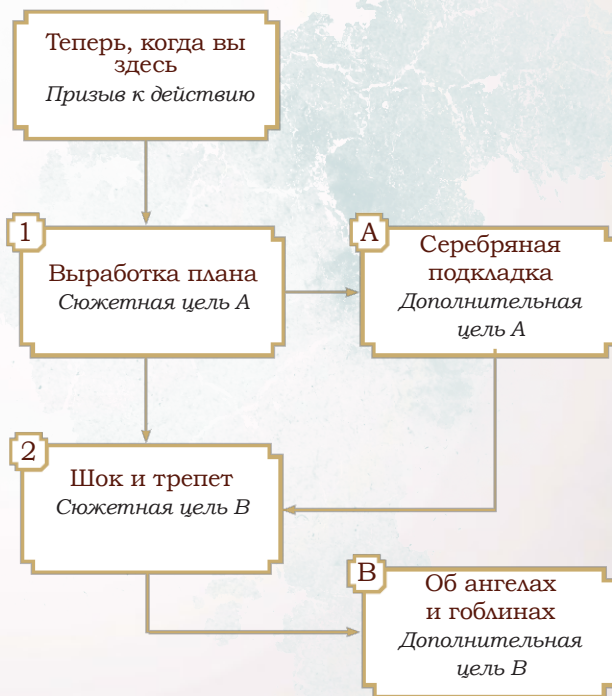 Теперь, когда вы
здесь
Призыв к действию
1
Выработка плана
Сюжетная цель А
A
Серебряная
подкладка
Дополнительная
цель А
2
Шок и трепет
Сюжетная цель В
B
Об ангелах
и гоблинах
Дополнительная
цель В